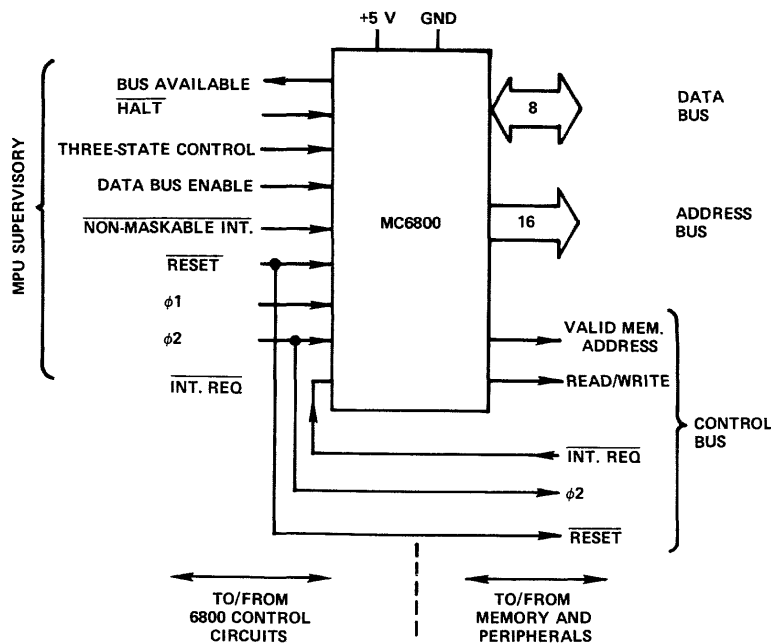 +5 V
GND
MPU SUPERVISORY
BUS AVAILABLE
HALT
THREE-STATE CONTROL
DATA BUS ENABLE
NON-MASKABLE INT.
RESET
ϕ1
ϕ2
INT. REQ
MC6800
8
DATA
BUS
16
ADDRESS
BUS
VALID MEM.
ADDRESS
READ/WRITE
INT. REQ
ϕ2
RESET
CONTROL
BUS
TO/FROM
6800 CONTROL
CIRCUITS
TO/FROM
MEMORY AND
PERIPHERALS